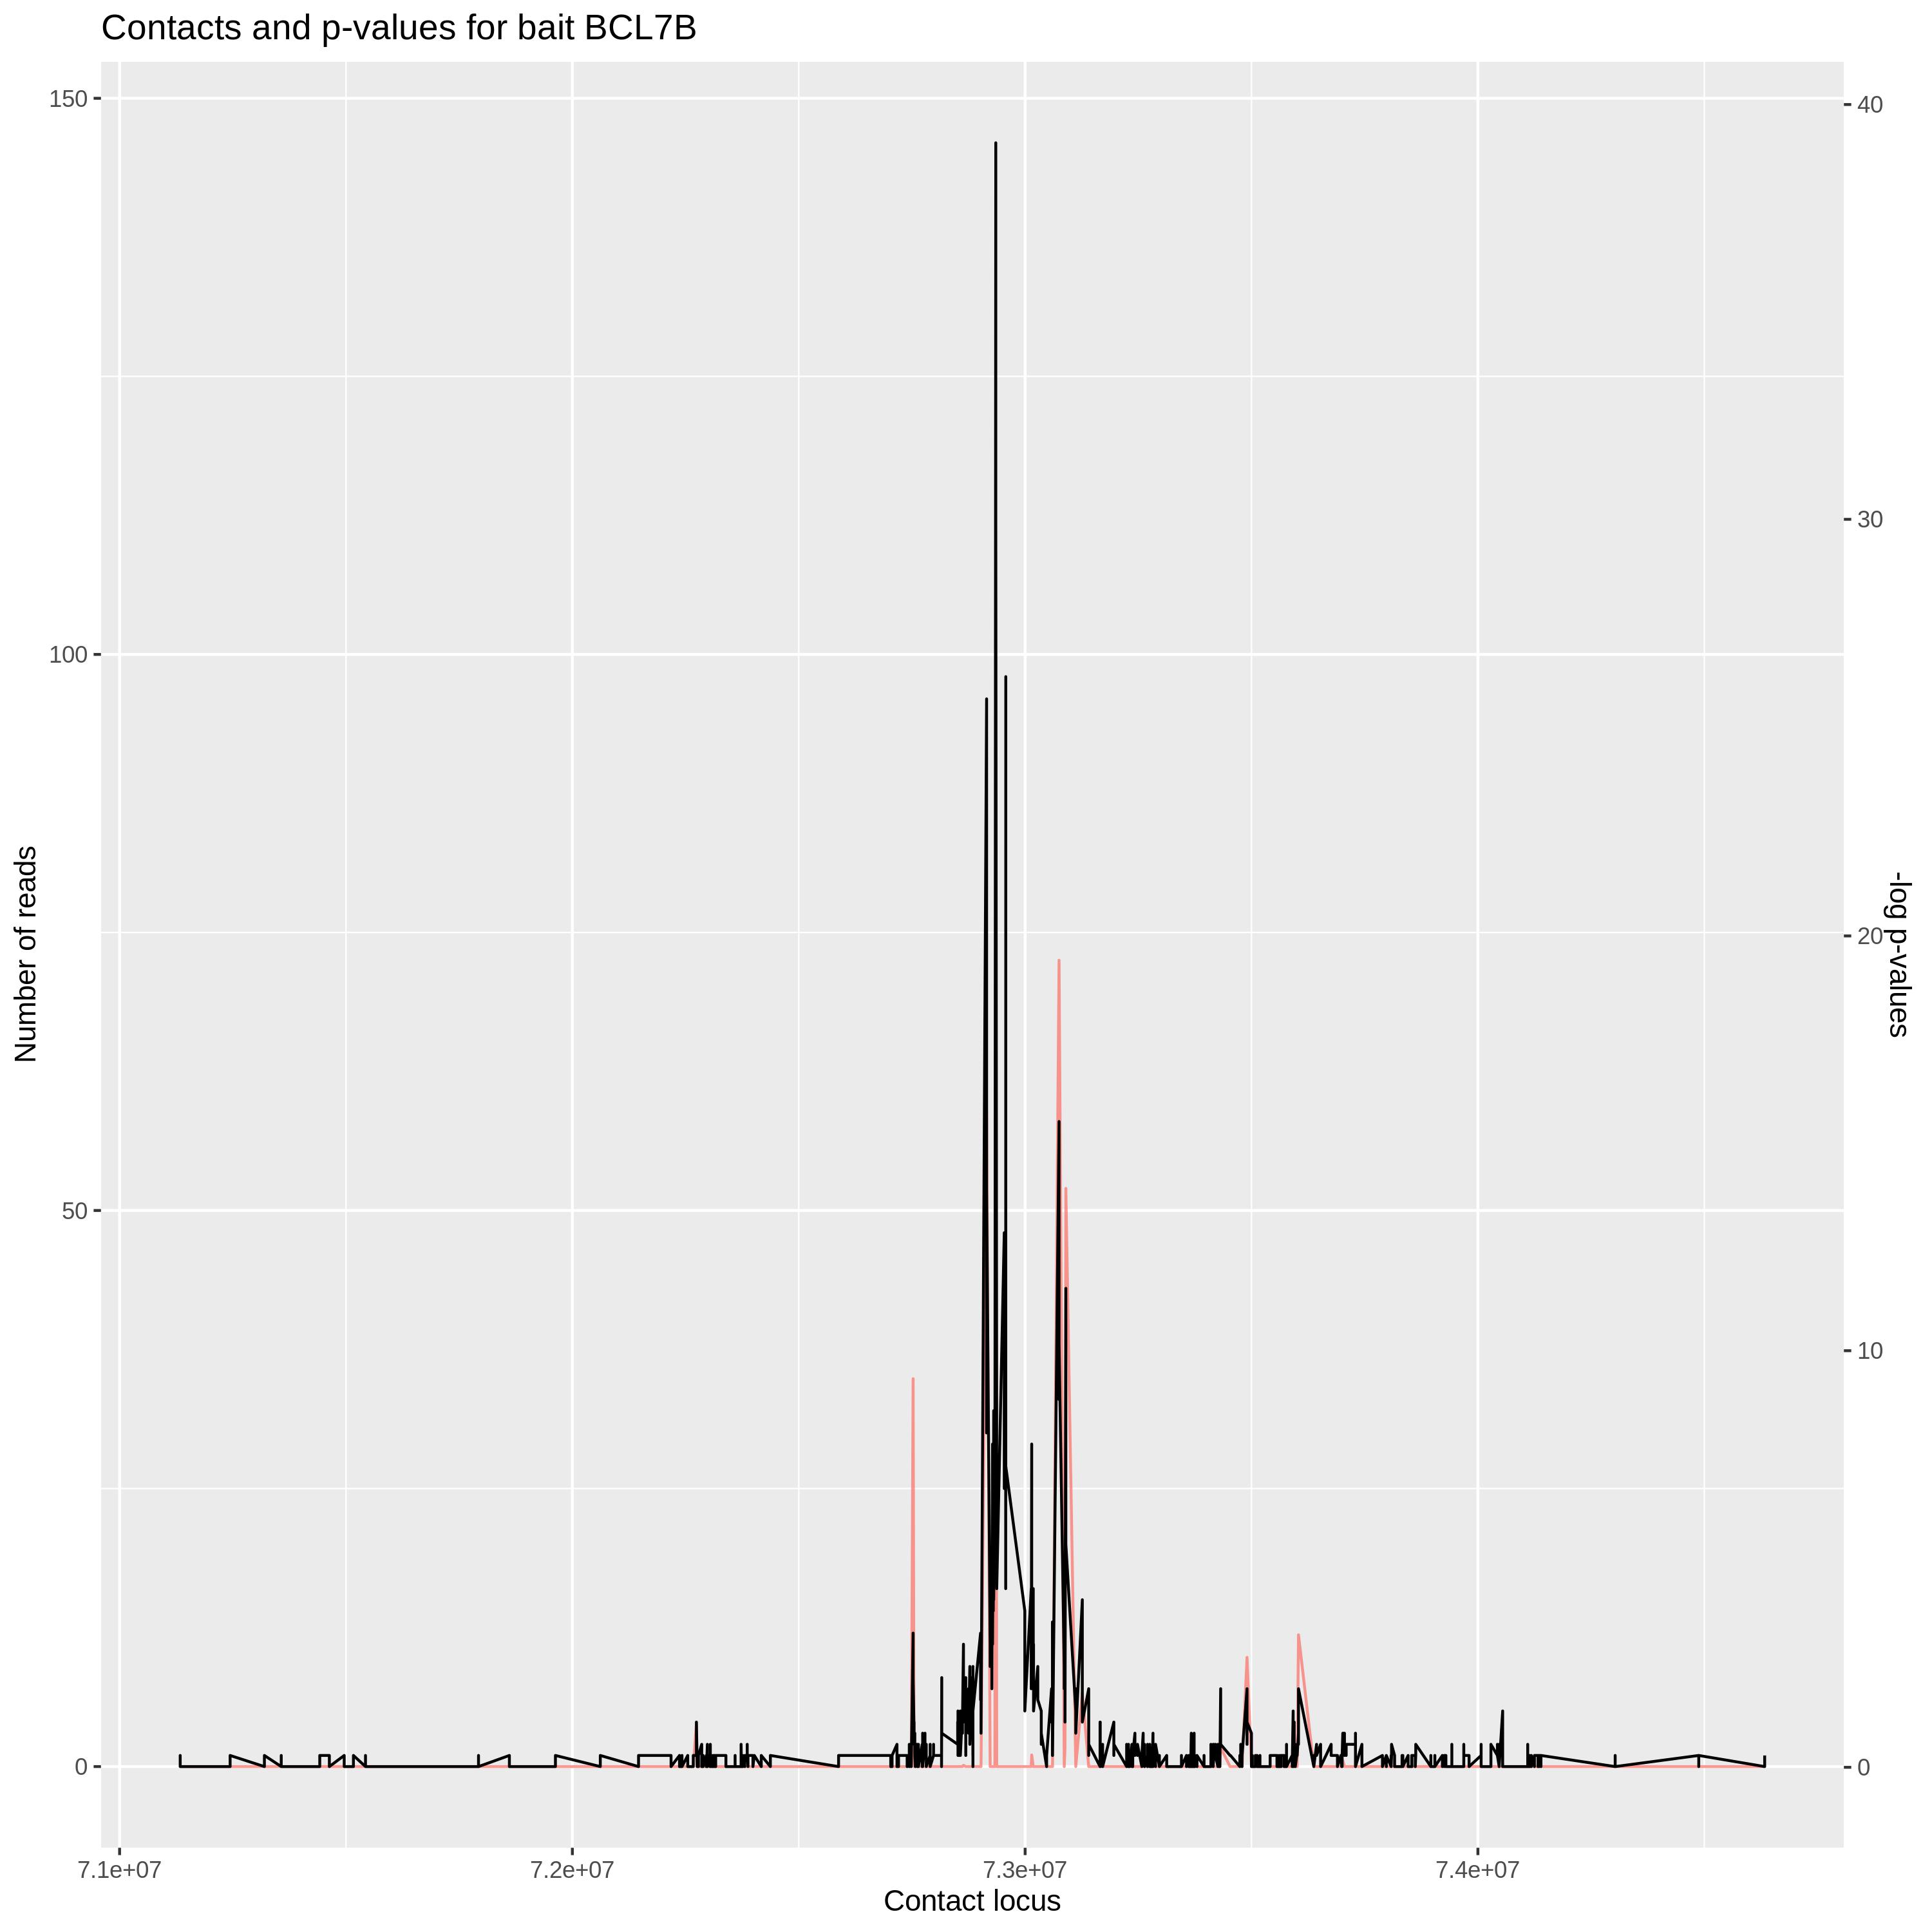 Contacts and p-values for bait BCL7B
150
100
50
0
Number of reads
40
30
20
10
0
-log p-values
7.1e+07
7.2e+07
7.3e+07
7.4e+07
Contact locus